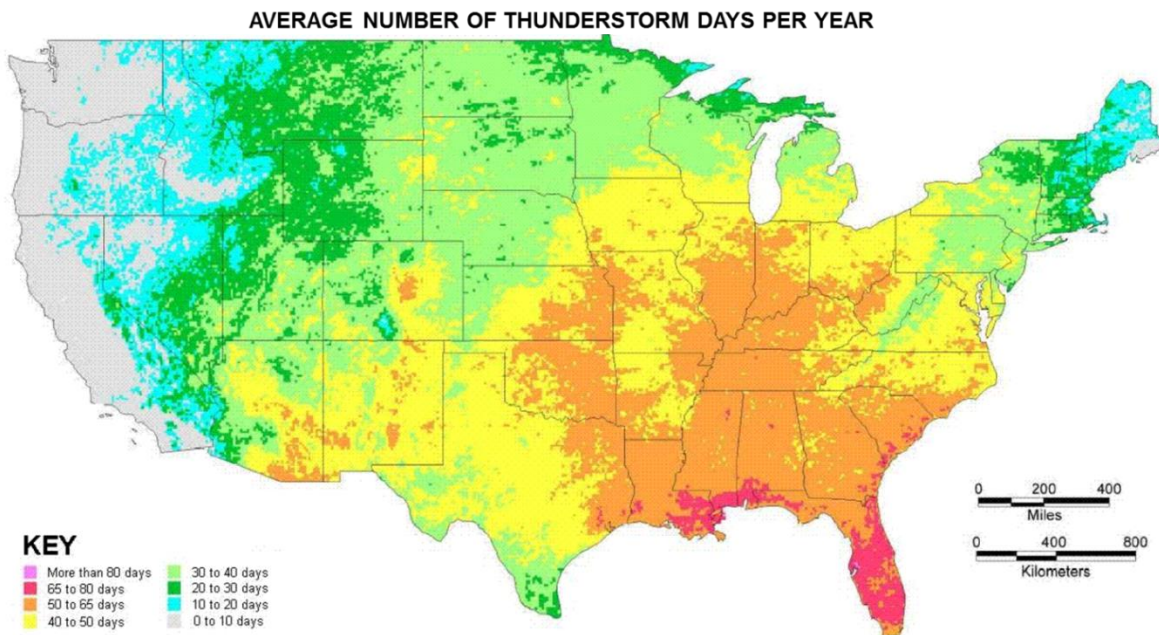 AVERAGE NUMBER OF THUNDERSTORM DAYS PER YEAR
0 200 400
Miles
0 400 800
Kilometers
KEY
More than 80 days
65 to 80 days
50 to 65 days
40 to 50 days
30 to 40 days
20 to 30 days
10 to 20 days
0 to 10 days